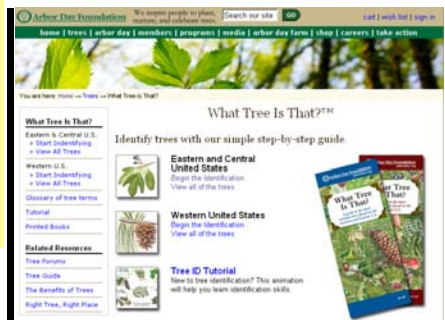 Arbor Day Foundation
We inspire people to plant,
nurture, and celebrate trees.
Search our site GO
cart | wish list | sign in
home | trees | arbor day | members | programs | media | arbor day farm | shop | careers | take action
You are here: Home → Trees → What Tree is That?
What Tree Is That?
Eastern & Central U.S.
» Start Indentifying
» View All Trees
Western U.S.
» Start Indentifying
» View All Trees
Glossary of tree terms
Tutorial
Printed Books
Related Resources
Tree Forums
Tree Guide
The Benefits of Trees
Right Tree, Right Place
What Tree Is That?™
Identify trees with our simple step-by-step guide.
Eastern and Central
United States
Begin the Identification
View all of the trees
Western United States
Begin the Identification
View all of the trees
Tree ID Tutorial
New to tree identification? This animation
will help you learn identification skills.
What Tree
Is That?
What Tree
Is That?